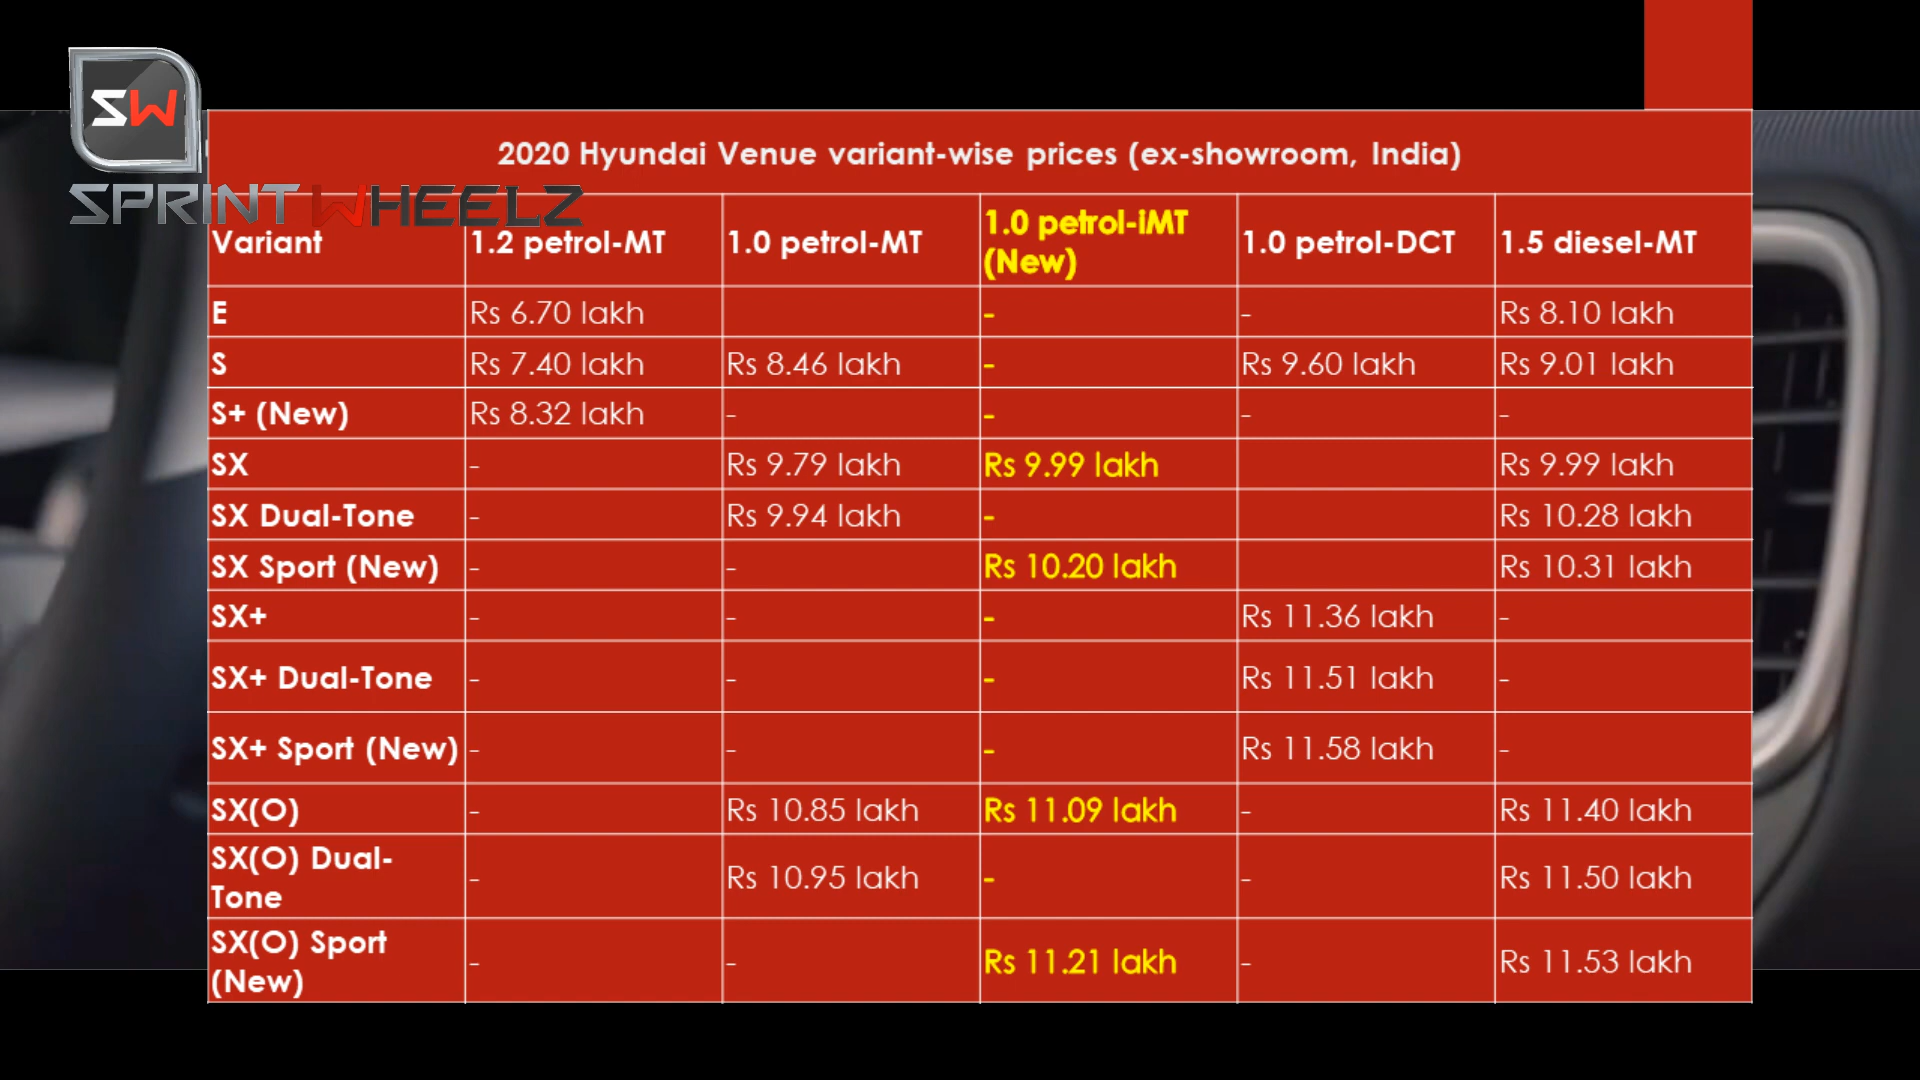 SW
SPRINT WHEELZ
2020 Hyundai Venue variant-wise prices (ex-showroom, India)
Variant 1.2 petrol-MT 1.0 petrol-MT 1.0 petrol-iMT (New) 1.0 petrol-DCT 1.5 diesel-MT
E Rs 6.70 lakh - - Rs 8.10 lakh
S Rs 7.40 lakh Rs 8.46 lakh - Rs 9.60 lakh Rs 9.01 lakh
S+ (New) Rs 8.32 lakh - - - -
SX - Rs 9.79 lakh Rs 9.99 lakh Rs 9.99 lakh
SX Dual-Tone - Rs 9.94 lakh - Rs 10.28 lakh
SX Sport (New) - - Rs 10.20 lakh Rs 10.31 lakh
SX+ - - - Rs 11.36 lakh -
SX+ Dual-Tone - - - Rs 11.51 lakh -
SX+ Sport (New) - - - Rs 11.58 lakh -
SX(O) - Rs 10.85 lakh Rs 11.09 lakh - Rs 11.40 lakh
SX(O) Dual-
Tone - Rs 10.95 lakh - - Rs 11.50 lakh
SX(O) Sport
(New) - - Rs 11.21 lakh - Rs 11.53 lakh